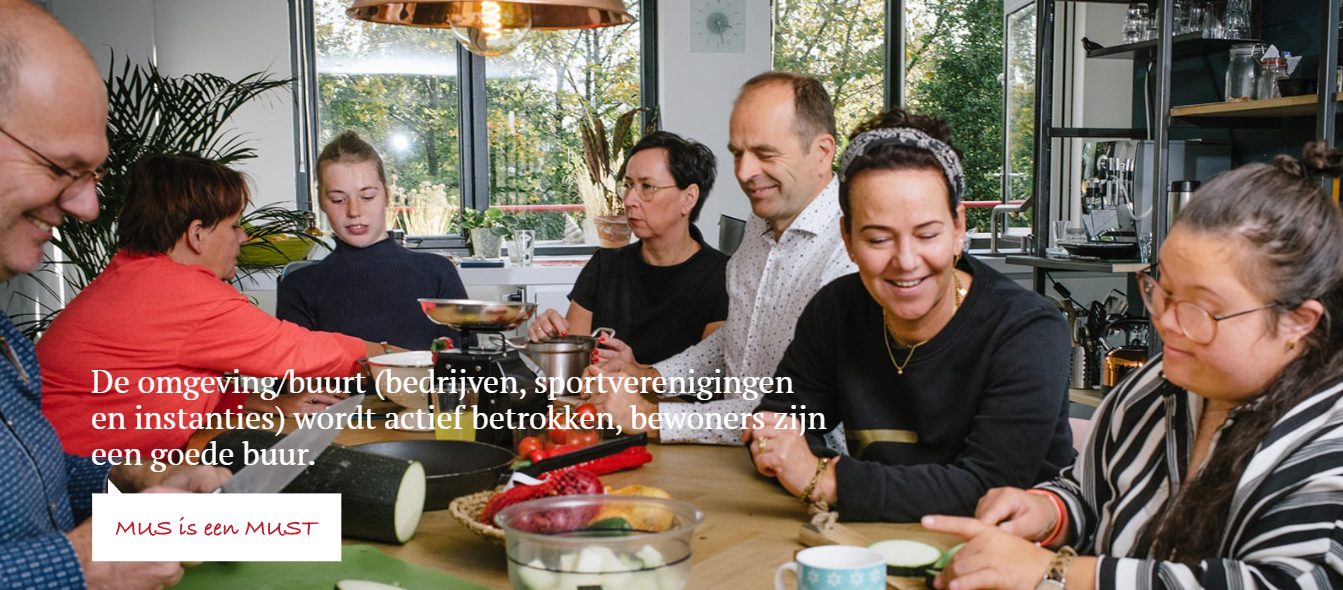 De omgeving/buurt (bedrijven, sportverenigingen
en instanties) wordt actief betrokken, bewoners zijn
een goede buur.
MUS is een MUST